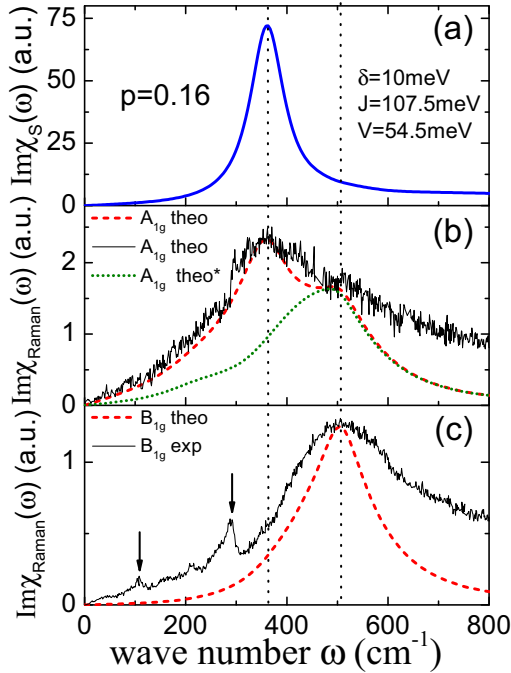 75
50
25
0
Imχ_S(ω) (a.u.)
(a)
p=0.16
δ=10meV
J=107.5meV
V=54.5meV
2
1
0
Imχ_Raman(ω) (a.u.)
A_1g theo
A_1g theo
A_1g theo*
(b)
1
0
Imχ_Raman(ω) (a.u.)
B_1g theo
B_1g exp
(c)
0 200 400 600 800
wave number ω (cm⁻¹)